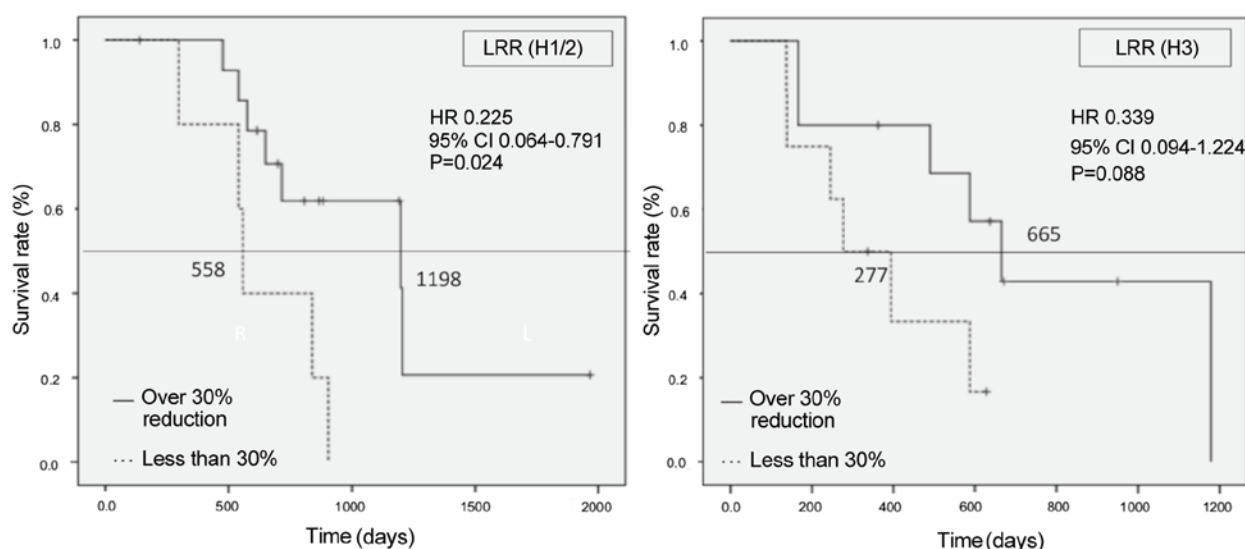 LRR (H1/2)
HR 0.225
95% CI 0.064-0.791
P=0.024
Survival rate (%)
1.0
0.8
0.6
0.4
0.2
0.0
558
1198
R
L
Over 30%
reduction
Less than 30%
0.0
500
1000
1500
2000
Time (days)
LRR (H3)
HR 0.339
95% CI 0.094-1.224
P=0.088
Survival rate (%)
1.0
0.8
0.6
0.4
0.2
0.0
665
277
Over 30%
reduction
Less than 30%
0.0
200
400
600
800
1000
1200
Time (days)